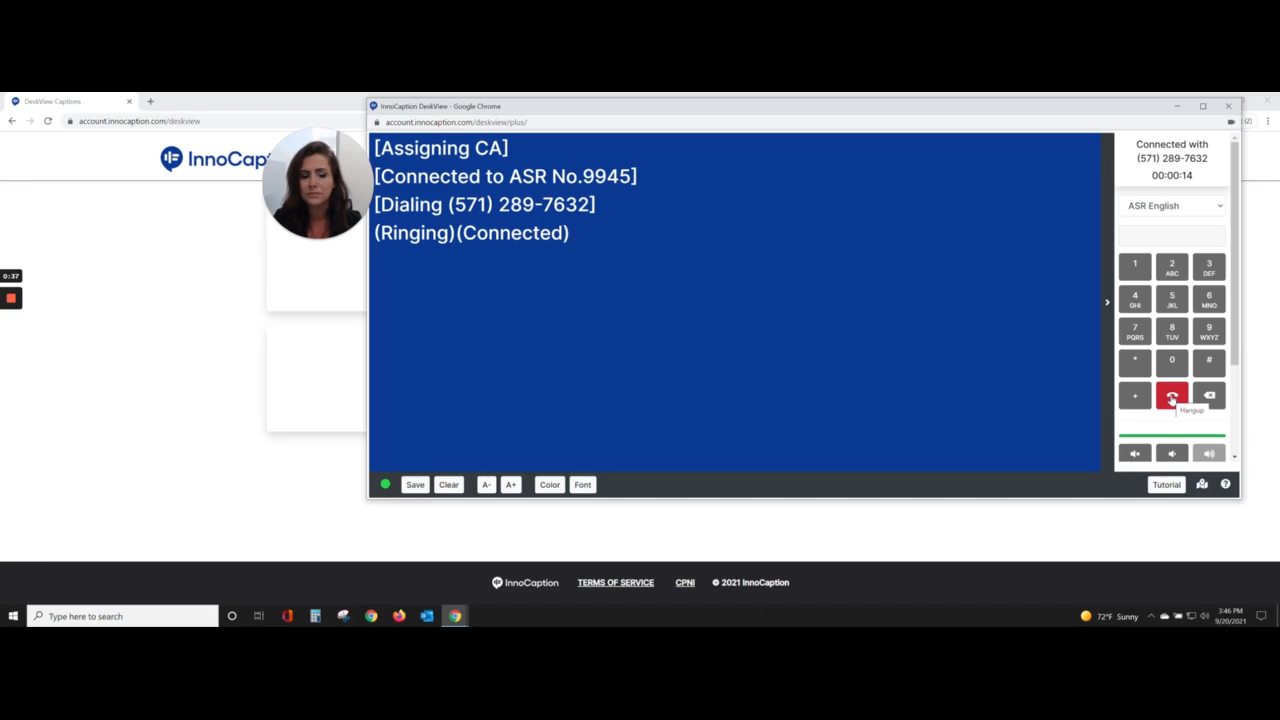 DeskView Captions
account.innocaption.com/deskview
InnoCap
0:37
InnoCaption DeskView - Google Chrome
account.innocaption.com/deskview/plus/
[Assigning CA]
[Connected to ASR No.9945]
[Dialing (571) 289-7632]
(Ringing)(Connected)
Connected with
(571) 289-7632
00:00:14
ASR English
1 2 3
ABC DEF
4 5 6
GHI JKL MNO
7 8 9
PQRS TUV WXYZ
* 0 #
+
Hangup
Save Clear A- A+ Color Font Tutorial ?
InnoCaption TERMS OF SERVICE CPNI © 2021 InnoCaption
Type here to search
72°F Sunny
3:46 PM
9/20/2021